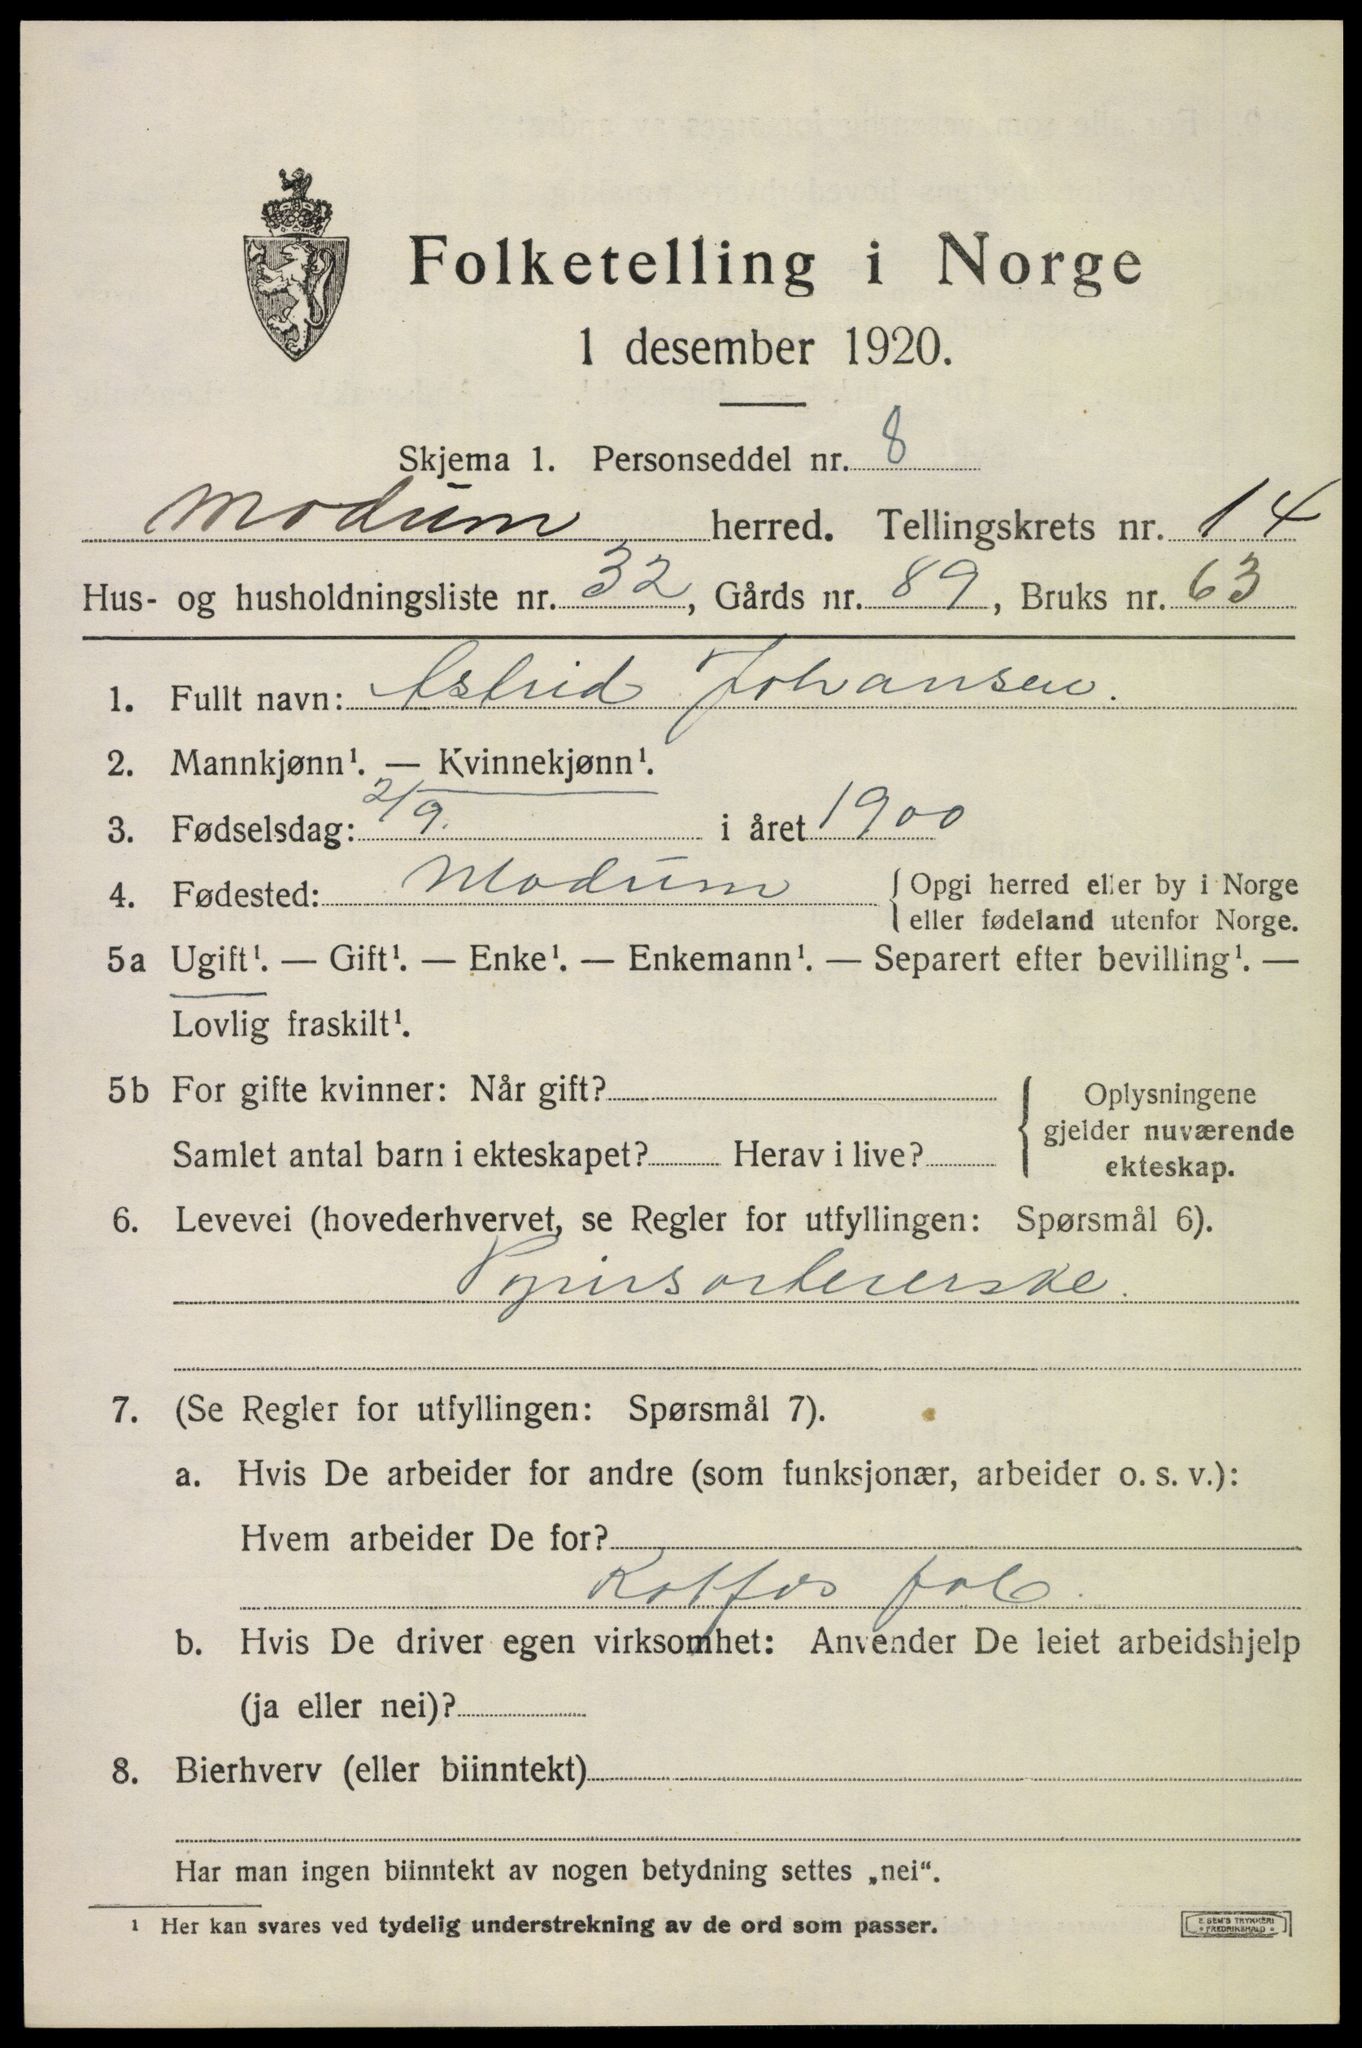 Folketelling i Norge
1 desember 1920.
Skjema 1. Personseddel nr. 8
Modum herred. Tellingskrets nr. 14
Hus- og husholdningsliste nr. 32, Gårds nr. 89, Bruks nr. 63
1. Fullt navn: Astrid Johansen.
2. Mannkjønn¹. — Kvinnekjønn¹.
3. Fødselsdag: 2/9. i året 1900
4. Fødested: Modum {Opgi herred eller by i Norge
eller fødeland utenfor Norge.
5a Ugift¹. — Gift¹. — Enke¹. — Enkemann¹. — Separert efter bevilling¹. —
Lovlig fraskilt¹.
5b For gifte kvinner: Når gift?
Samlet antal barn i ekteskapet? Herav i live?
{Oplysningene
gjelder nuværende
ekteskap.
6. Levevei (hovederhvervet, se Regler for utfyllingen: Spørsmål 6).
Papirsortererske.
7. (Se Regler for utfyllingen: Spørsmål 7).
a. Hvis De arbeider for andre (som funksjonær, arbeider o. s. v.):
Hvem arbeider De for?
Kotfos fab.
b. Hvis De driver egen virksomhet: Anvender De leiet arbeidshjelp
(ja eller nei)?
8. Bierhverv (eller biinntekt)
Har man ingen biinntekt av nogen betydning settes „nei“.
¹ Her kan svares ved tydelig understrekning av de ord som passer.
E. SEM'S TRYKKERI
FREDRIKSHALD